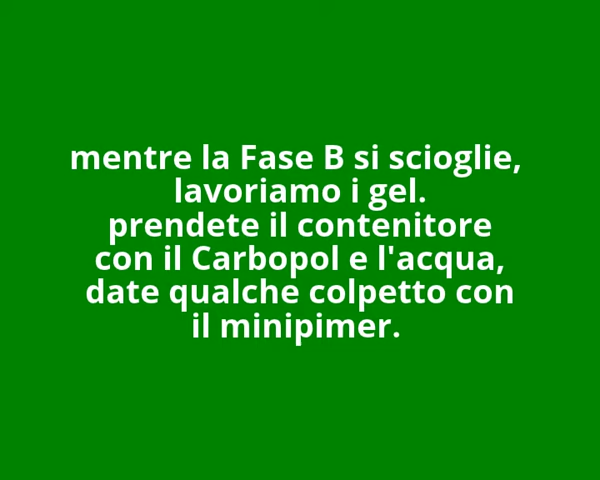 mentre la Fase B si scioglie,
lavoriamo i gel.
prendete il contenitore
con il Carbopol e l'acqua,
date qualche colpetto con
il minipimer.